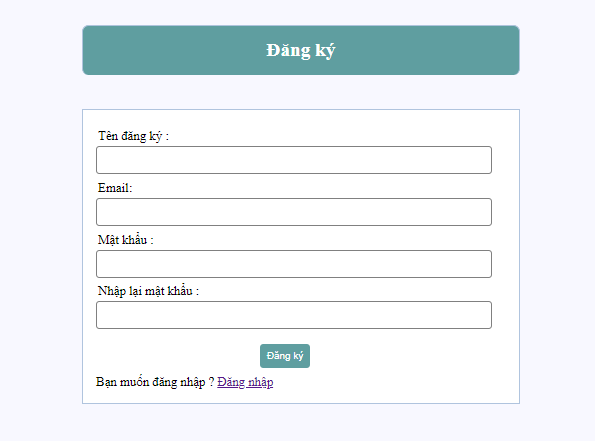 Đăng ký
Tên đăng ký :
Email:
Mật khẩu :
Nhập lại mật khẩu :
Đăng ký
Bạn muốn đăng nhập ? Đăng nhập